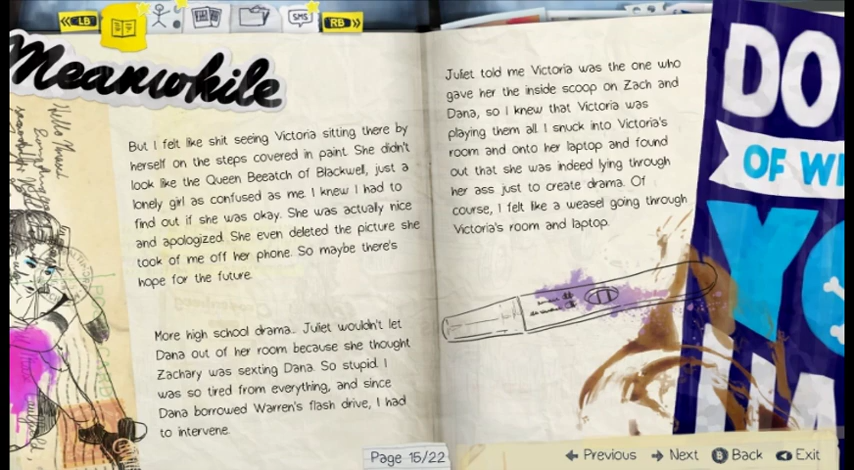 LB
SMS
RB
Meanwhile
But I felt like shit seeing Victoria sitting there by
herself on the steps covered in paint. She didn't
look like the Queen Beeatch of Blackwell, just a
lonely girl as confused as me. I knew I had to
find out if she was okay. She was actually nice
and apologized. She even deleted the picture she
took of me off her phone. So maybe there's
hope for the future.
More high school drama... Juliet wouldn't let
Dana out of her room because she thought
Zachary was sexting Dana. So stupid. I
was so tired from everything, and since
Dana borrowed Warren's flash drive, I had
to intervene.
Juliet told me Victoria was the one who
gave her the inside scoop on Zach and
Dana, so I knew that Victoria was
playing them all. I snuck into Victoria's
room and onto her laptop and found
out that she was indeed lying through
her ass just to create drama. Of
course, I felt like a weasel going through
Victoria's room and laptop.
DO
OF W
YO
Page 15/22
Previous
Next
B Back
Exit